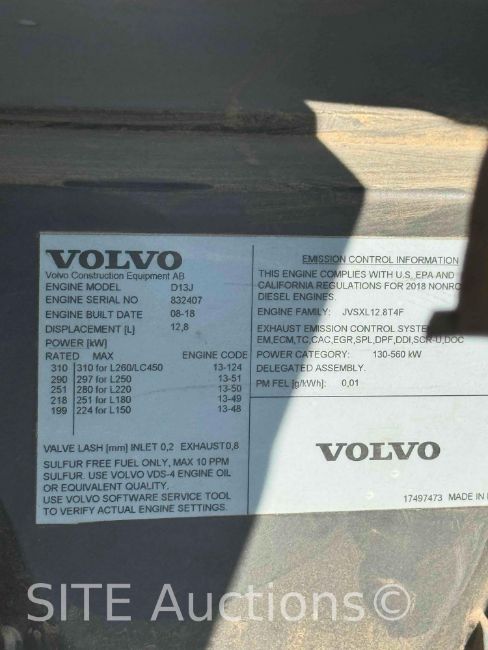 VOLVO
Volvo Construction Equipment AB
ENGINE MODEL D13J
ENGINE SERIAL NO 832407
ENGINE BUILT DATE 08-18
DISPLACEMENT [L] 12,8
POWER [kW]
RATED MAX ENGINE CODE
310 310 for L260/LC450 13-124
290 297 for L250 13-51
251 280 for L220 13-50
218 251 for L180 13-49
199 224 for L150 13-48
VALVE LASH [mm] INLET 0,2 EXHAUST 0,8
SULFUR FREE FUEL ONLY, MAX 10 PPM
SULFUR. USE VOLVO VDS-4 ENGINE OIL
OR EQUIVALENT QUALITY.
USE VOLVO SOFTWARE SERVICE TOOL
TO VERIFY ACTUAL ENGINE SETTINGS.
EMISSION CONTROL INFORMATION
THIS ENGINE COMPLIES WITH U.S. EPA AND
CALIFORNIA REGULATIONS FOR 2018 NONRO
DIESEL ENGINES.
ENGINE FAMILY: JVSXL12.8T4F
EXHAUST EMISSION CONTROL SYSTE
EM,ECM,TC,CAC,EGR,SPL,DPF,DDI,SCR-U,DOC
POWER CATEGORY: 130-560 kW
DELEGATED ASSEMBLY.
PM FEL [g/kWh]: 0,01
VOLVO
17497473 MADE IN
SITE Auctions®